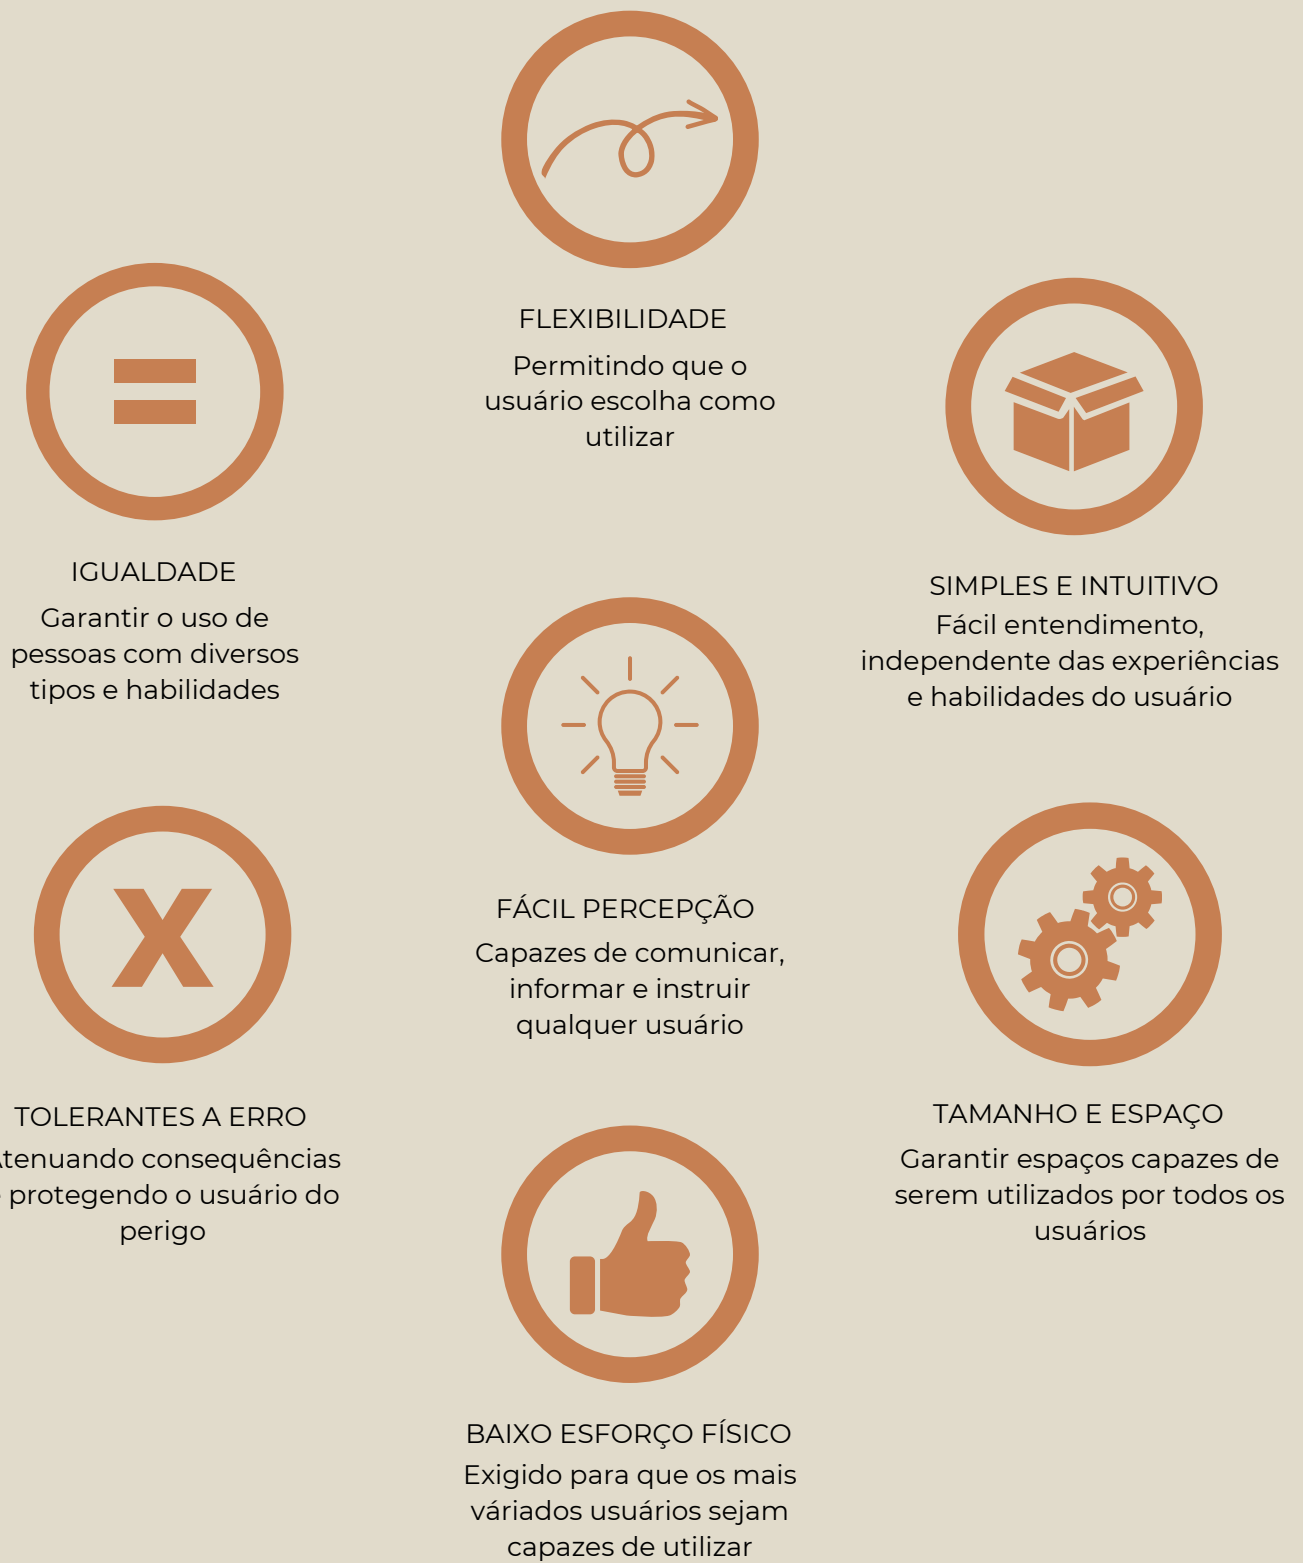 FLEXIBILIDADE
Permitindo que o
usuário escolha como
utilizar
IGUALDADE
Garantir o uso de
pessoas com diversos
tipos e habilidades
SIMPLES E INTUITIVO
Fácil entendimento,
independente das experiências
e habilidades do usuário
FÁCIL PERCEPÇÃO
Capazes de comunicar,
informar e instruir
qualquer usuário
X
TOLERANTES A ERRO
Atenuando consequências
e protegendo o usuário do
perigo
TAMANHO E ESPAÇO
Garantir espaços capazes de
serem utilizados por todos os
usuários
BAIXO ESFORÇO FÍSICO
Exigido para que os mais
váriados usuários sejam
capazes de utilizar